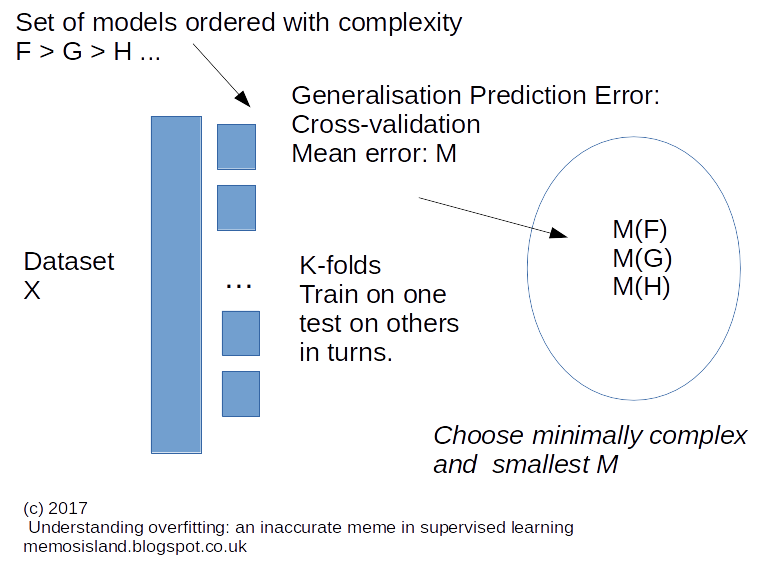 Set of models ordered with complexity
F > G > H ...
Generalisation Prediction Error:
Cross-validation
Mean error: M
M(F)
M(G)
M(H)
Dataset
X
...
K-folds
Train on one
test on others
in turns.
Choose minimally complex
and  smallest M
(c) 2017
Understanding overfitting: an inaccurate meme in supervised learning
memosisland.blogspot.co.uk